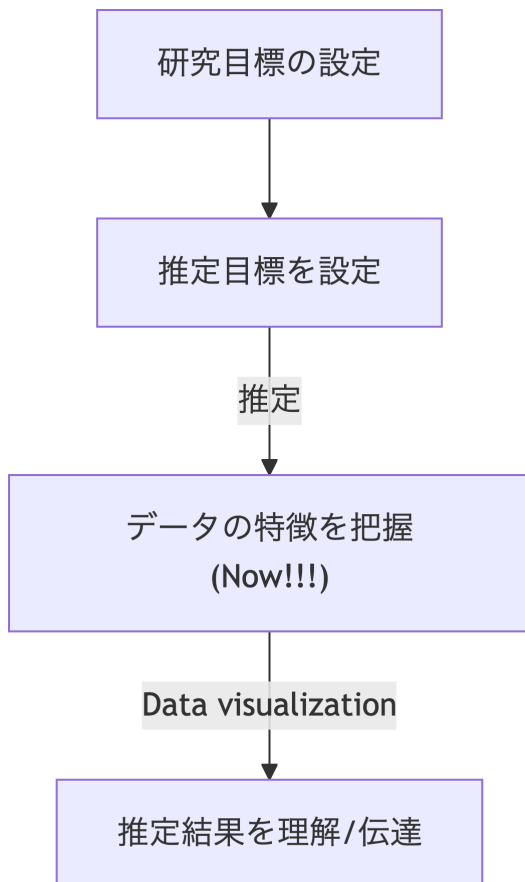 研究目標の設定
推定目標を設定
推定
データの特徴を把握
(Now!!!)
Data visualization
推定結果を理解/伝達